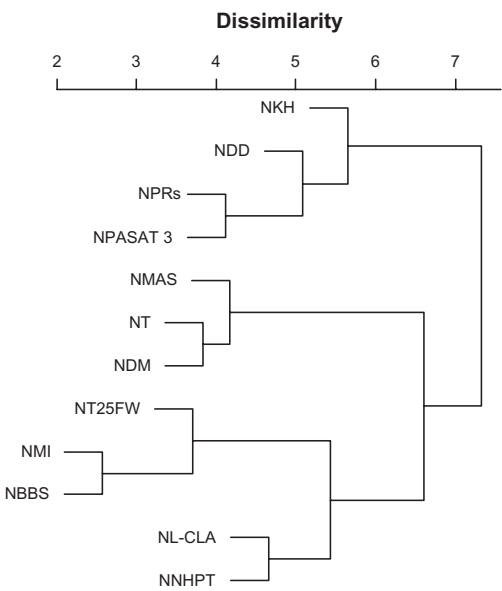 Dissimilarity
2 3 4 5 6 7
NKH
NDD
NPRs
NPASAT 3
NMAS
NT
NDM
NT25FW
NMI
NBBS
NL-CLA
NNHPT